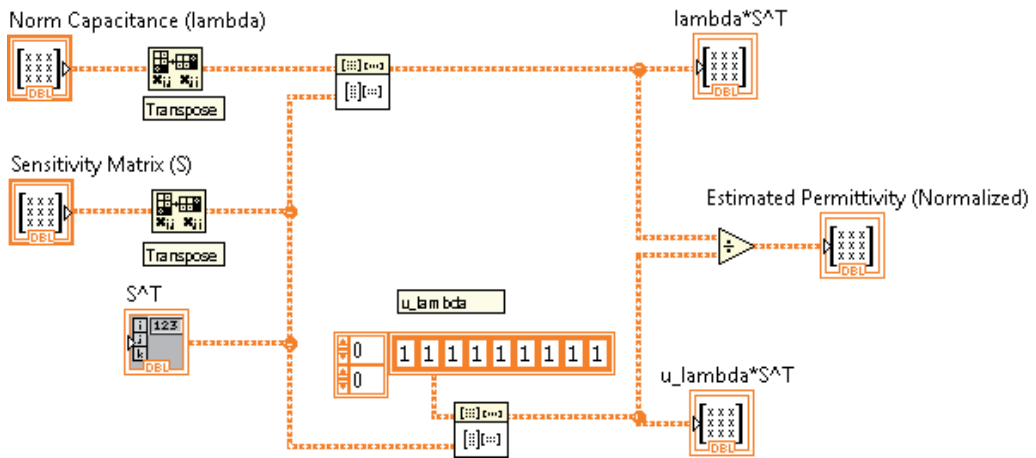 Norm Capacitance (lambda)
lambda*S^T
DBL
Transpose
DBL
Sensitivity Matrix (S)
DBL
Transpose
Estimated Permittivity (Normalized)
÷
DBL
S^T
i 123
j
k
DBL
u_lambda
0 1 1 1 1 1 1 1 1 1
0
u_lambda*S^T
DBL